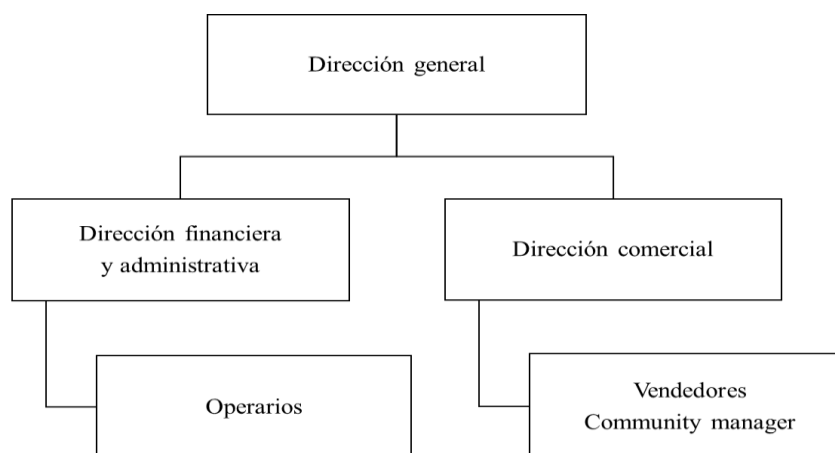 Dirección general
Dirección financiera
y administrativa
Dirección comercial
Operarios
Vendedores
Community manager